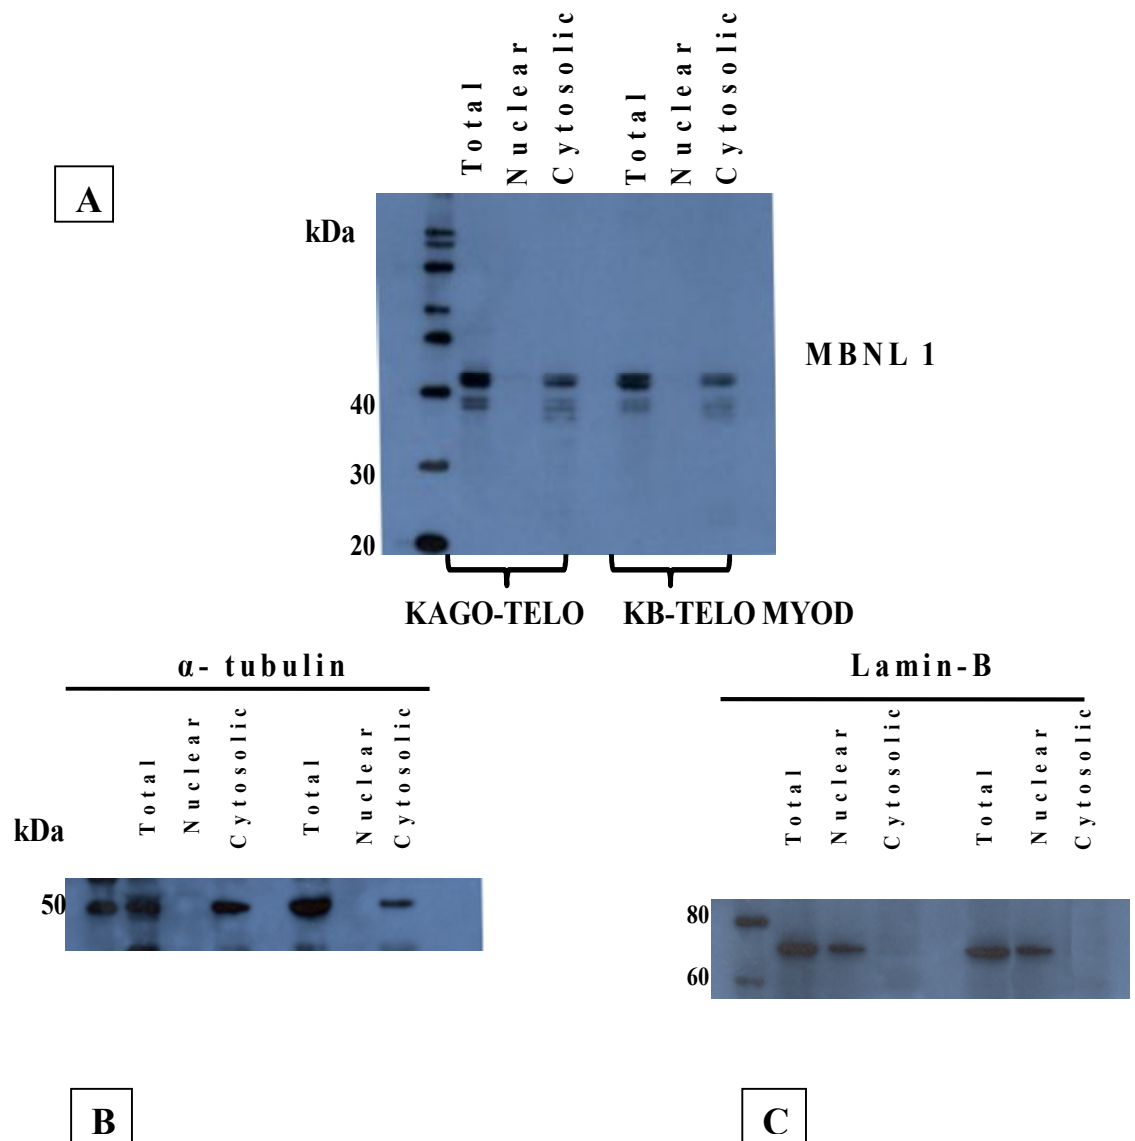 Total
Nuclear
Cytosolic
Total
Nuclear
Cytosolic
A
kDa
MBNL 1
40
30
20
KAGO-TELO KB-TELO MYOD
α- tubulin
Lamin-B
Total
Nuclear
Cytosolic
Total
Nuclear
Cytosolic
Total
Nuclear
Cytosolic
Total
Nuclear
Cytosolic
kDa
50
80
60
B
C